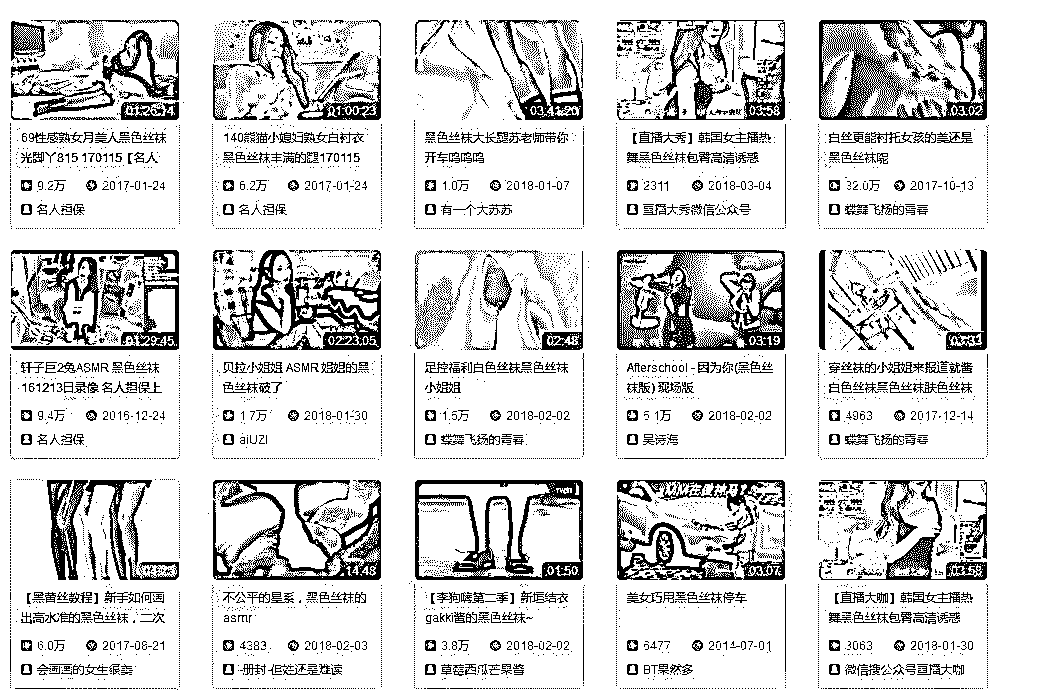 01:26:14
69性感熟女月美人黑色丝袜
光脚丫815 170115【名人
9.2万 2017-01-24
名人担保
01:00:23
140熊猫小媳妇熟女白衬衣
黑色丝袜丰满的腿170115
6.2万 2017-01-24
名人担保
03:41:20
黑色丝袜大长腿苏老师带你
开车呜呜呜
1.0万 2018-01-07
有一个大苏苏
03:58
【直播大秀】韩国女主播热
舞黑色丝袜包臀高清诱惑
2311 2018-03-04
直播大秀微信公众号
03:02
白丝更能衬托女孩的美还是
黑色丝袜呢
32.0万 2017-10-13
蝶舞飞扬的青春
01:29:45
轩子巨2兔ASMR 黑色丝袜
161213日录像 名人担保上
9.4万 2016-12-24
名人担保
02:23:05
贝拉小姐姐 ASMR 姐姐的黑
色丝袜破了
1.7万 2018-01-30
aiUZI
02:48
足控福利白色丝袜黑色丝袜
小姐姐
1.5万 2018-02-02
蝶舞飞扬的青春
03:19
Afterschool - 因为你(黑色丝
袜版) 现场版
5.1万 2018-02-02
吴诗海
03:33
穿丝袜的小姐姐来报道就酱
白色丝袜黑色丝袜肤色丝袜
4963 2017-12-14
蝶舞飞扬的青春
【黑黄丝教程】新手如何画
出高水准的黑色丝袜，二次
6.0万 2017-08-21
会画画的女生很美
14:48
不公平的星系，黑色丝袜的
asmr
4383 2018-02-03
册封-但姓还是难读
01:50
【李狗嗨第二季】新垣结衣
gakki酱的黑色丝袜~
3.8万 2018-02-02
草莓西瓜芒果酱
03:07
美女巧用黑色丝袜停车
6477 2014-07-01
BT果然多
03:58
【直播大咖】韩国女主播热
舞黑色丝袜包臀高清诱惑
3063 2018-01-30
微信搜公众号直播大咖